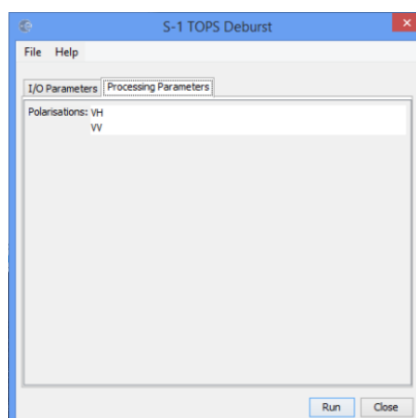 S-1 TOPS Deburst
File Help
I/O Parameters Processing Parameters
Polarisations: VH
VV
Run Close